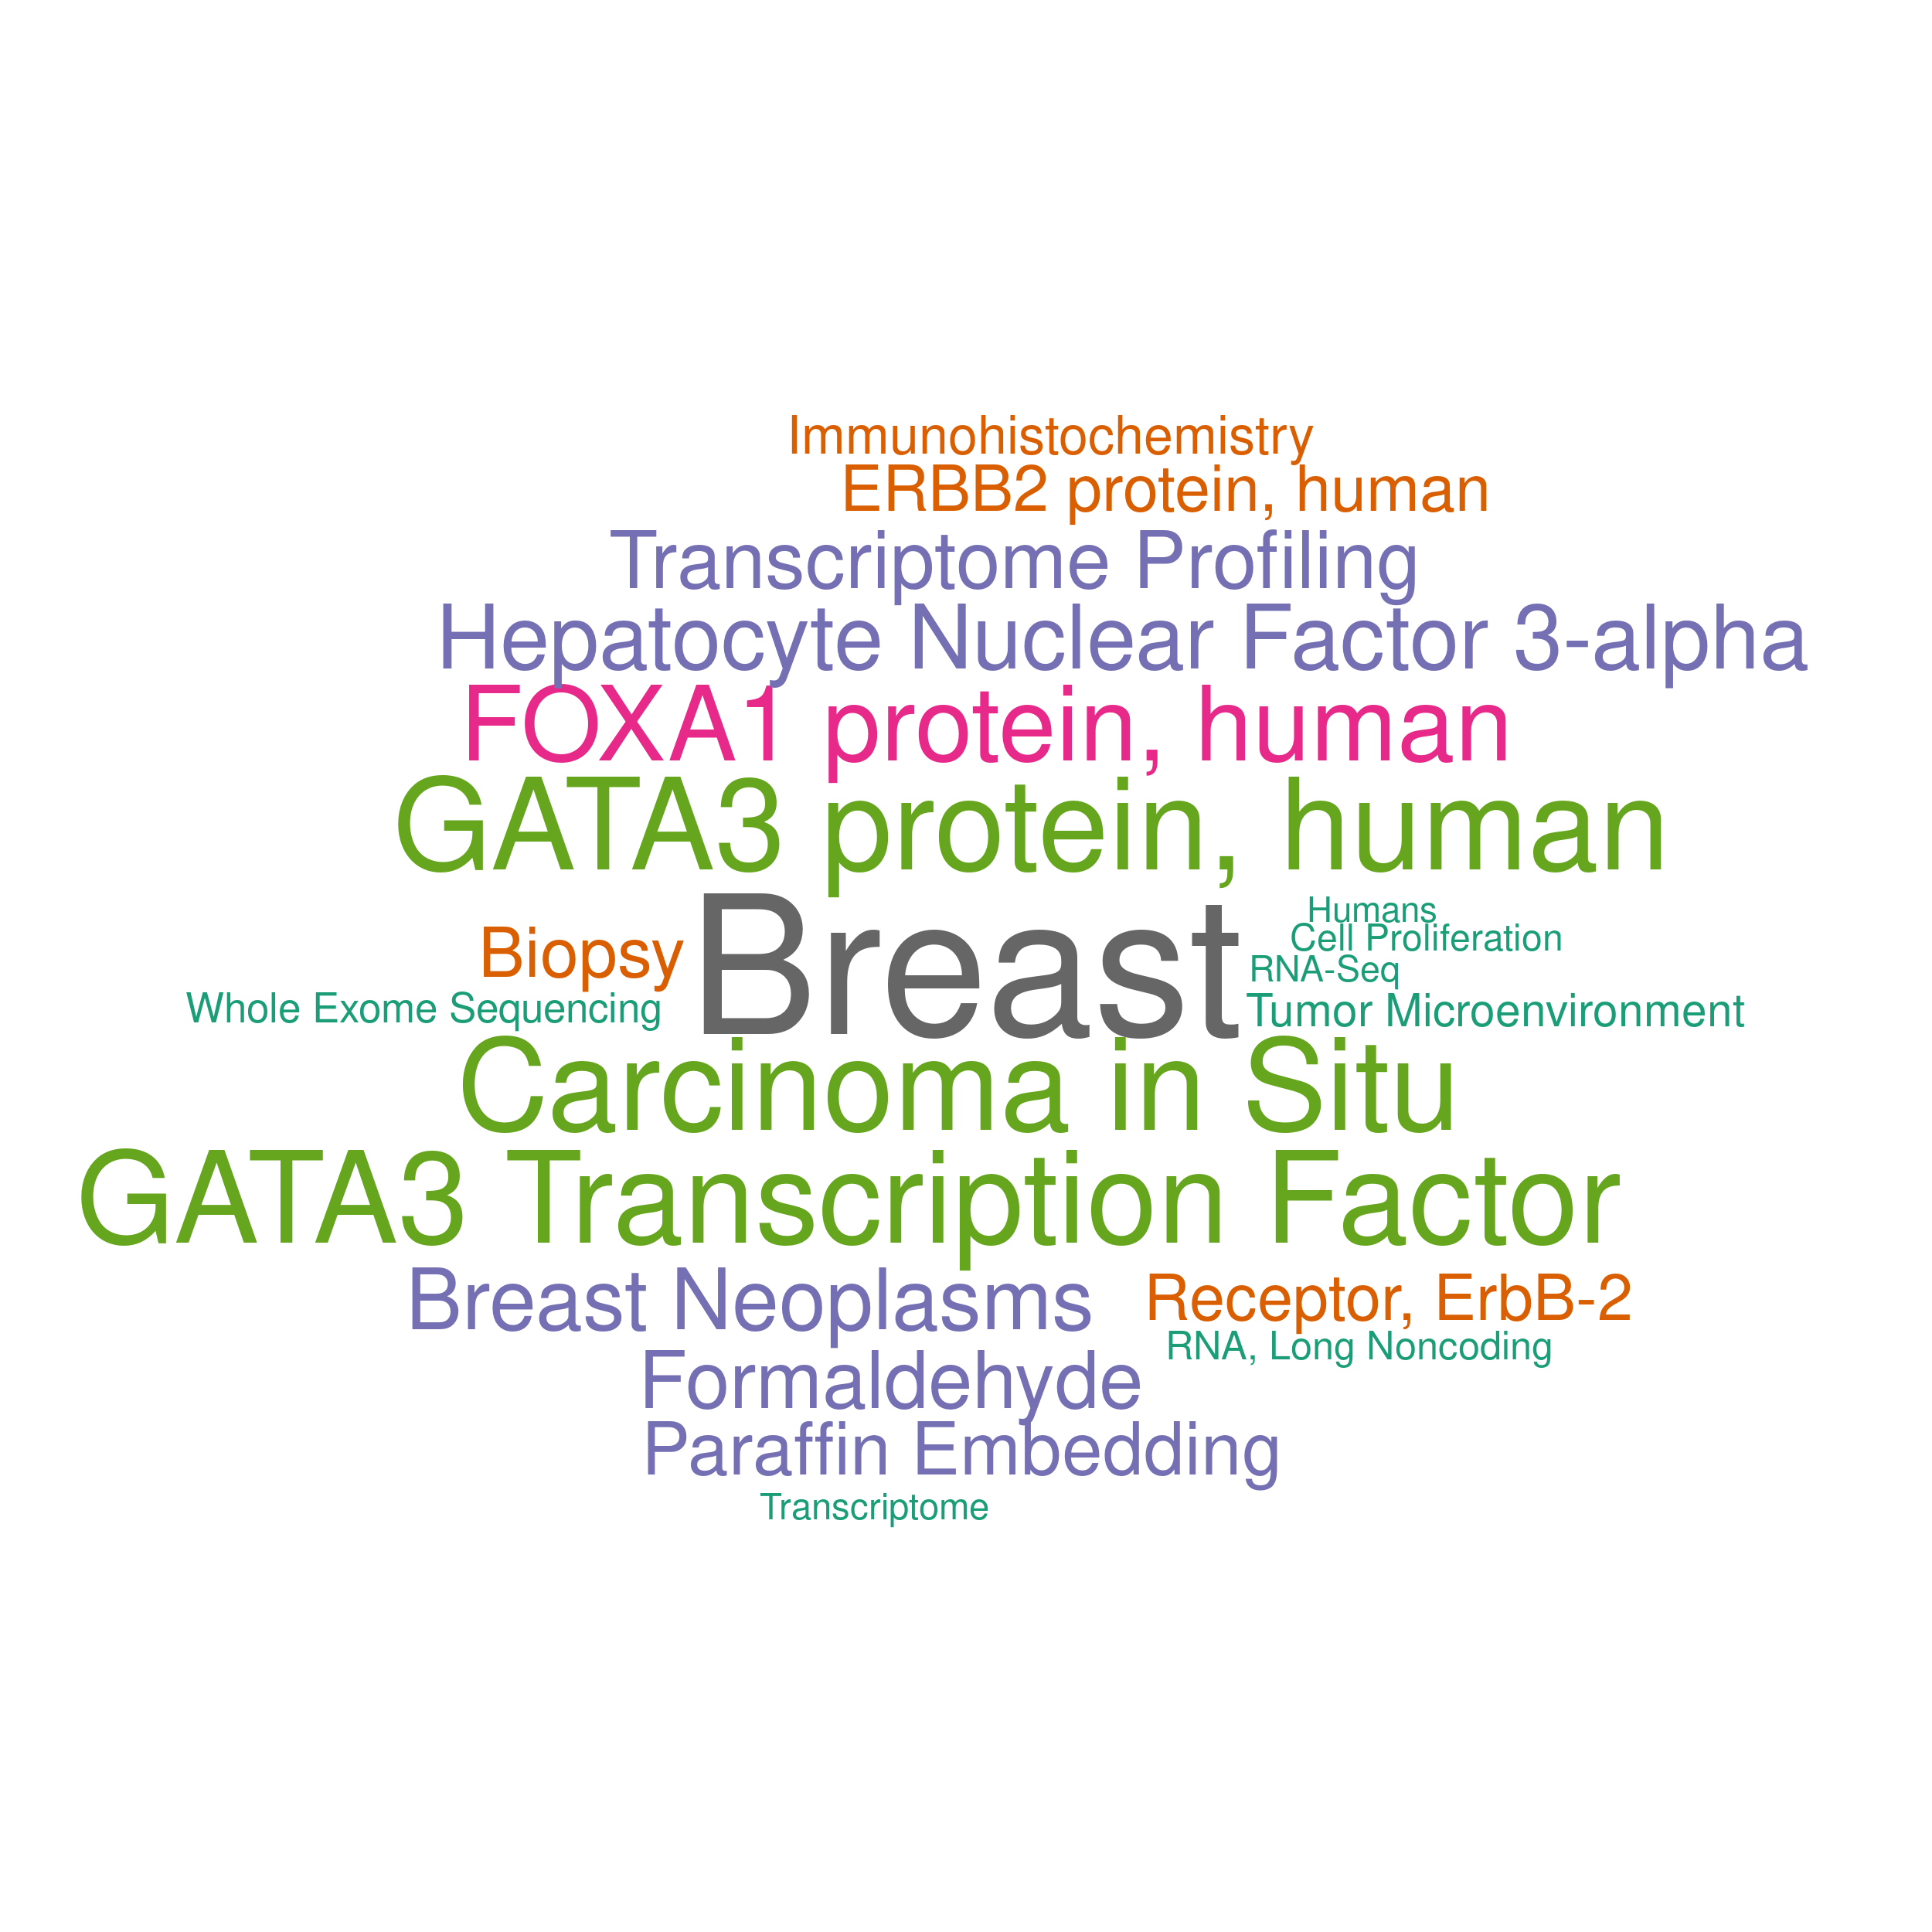 Immunohistochemistry
ERBB2 protein, human
Transcriptome Profiling
Hepatocyte Nuclear Factor 3-alpha
FOXA1 protein, human
GATA3 protein, human
Breast
Humans
Cell Proliferation
Biopsy
RNA-Seq
Whole Exome Sequencing
Tumor Microenvironment
Carcinoma in Situ
GATA3 Transcription Factor
Breast Neoplasms
Receptor, ErbB-2
RNA, Long Noncoding
Formaldehyde
Paraffin Embedding
Transcriptome